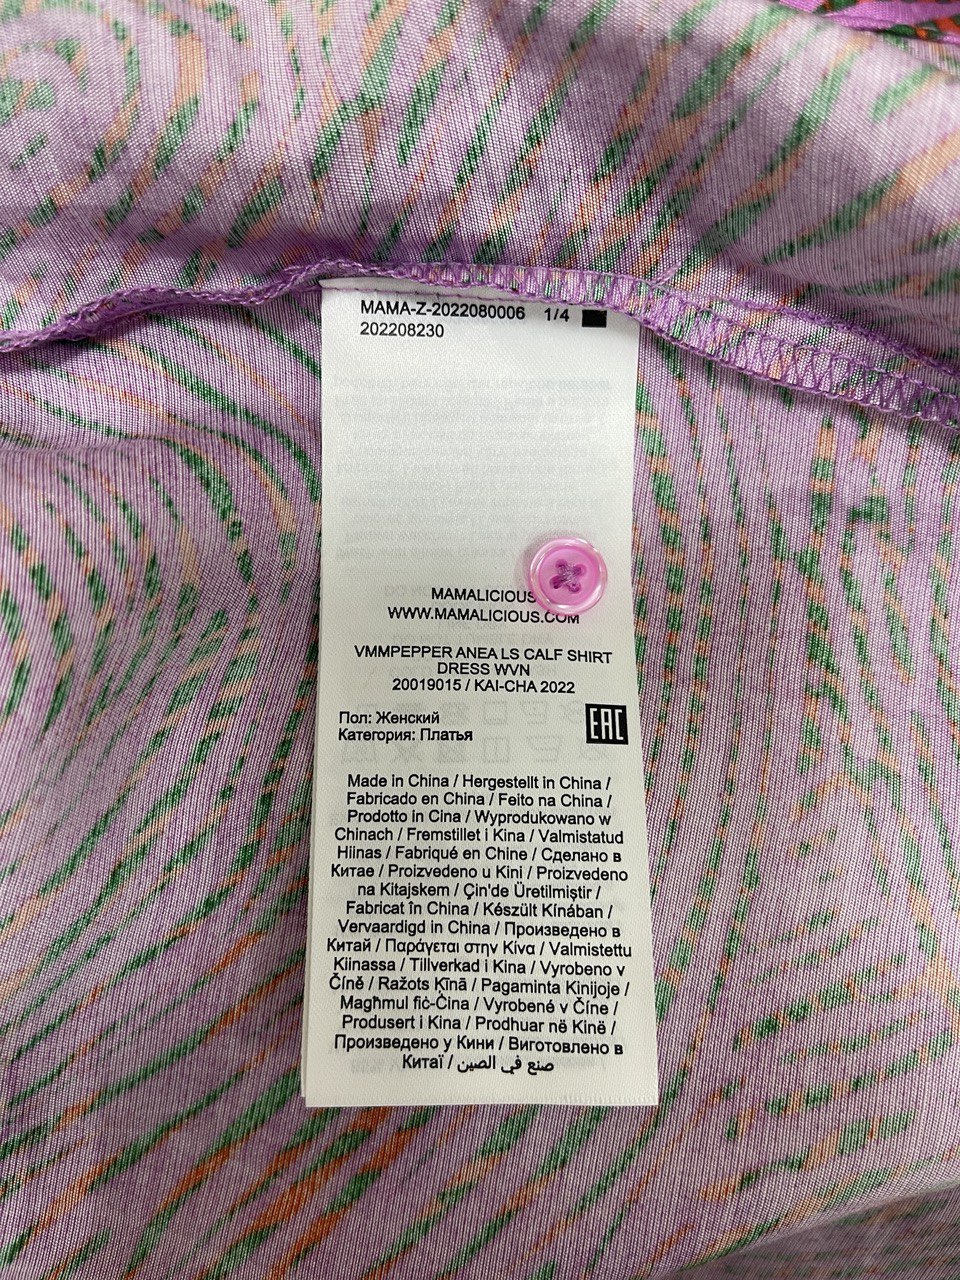 MAMA-Z-2022080006 1/4
202208230
MAMALICIOUS
WWW.MAMALICIOUS.COM
VMMPEPPER ANEA LS CALF SHIRT
DRESS WVN
20019015 / KAI-CHA 2022
Пол: Женский
Категория: Платья
EAC
Made in China / Hergestellt in China /
Fabricado en China / Feito na China /
Prodotto in Cina / Wyprodukowano w
Chinach / Fremstillet i Kina / Valmistatud
Hiinas / Fabriqué en Chine / Сделано в
Китае / Proizvedeno u Kini / Proizvedeno
na Kitajskem / Çin'de Üretilmiştir /
Fabricat în China / Készült Kínában /
Vervaardigd in China / Произведено в
Китай / Παράγεται στην Κίνα / Valmistettu
Kiinassa / Tillverkad i Kina / Vyrobeno v
Číně / Ražots Ķīnā / Pagaminta Kinijoje /
Magħmul fiċ-Ċina / Vyrobené v Číne /
Produsert i Kina / Prodhuar në Kinë /
Произведено у Кини / Виготовлено в
Китаї / صنع في الصين